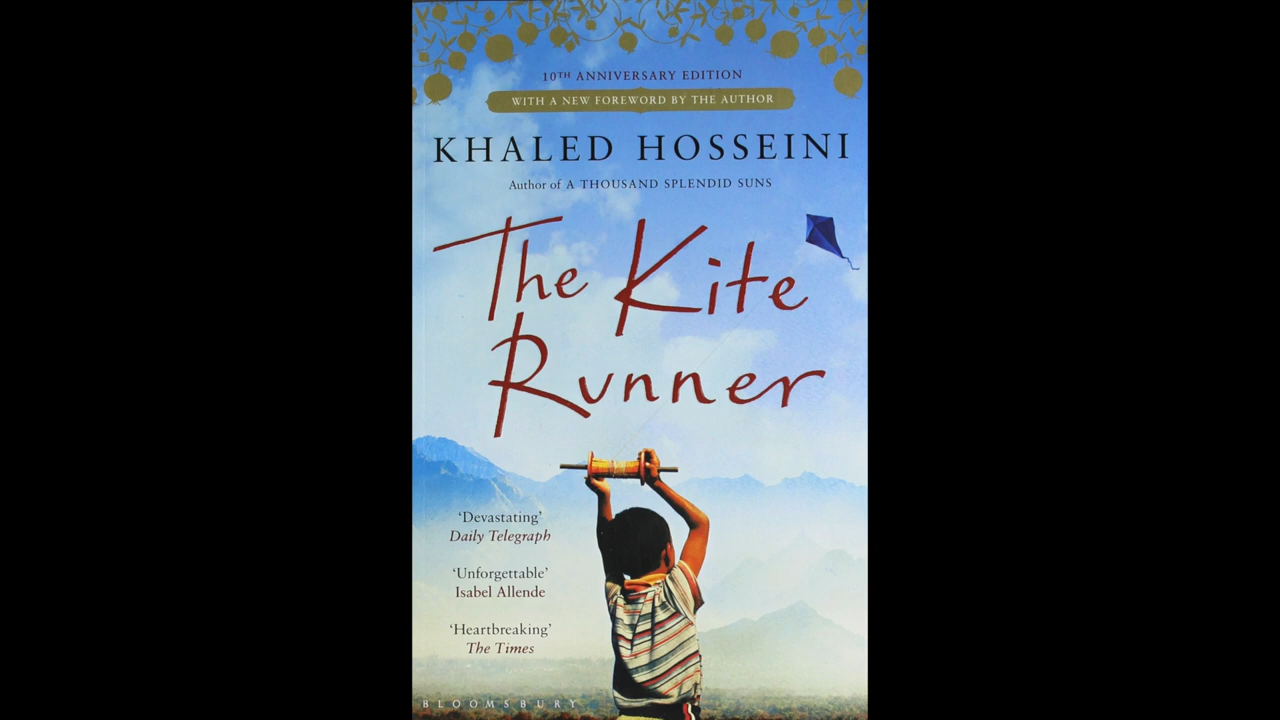 10TH ANNIVERSARY EDITION
WITH A NEW FOREWORD BY THE AUTHOR
KHALED HOSSEINI
Author of A THOUSAND SPLENDID SUNS
The Kite
Runner
‘Devastating’
Daily Telegraph
‘Unforgettable’
Isabel Allende
‘Heartbreaking’
The Times
BLOOMSBURY